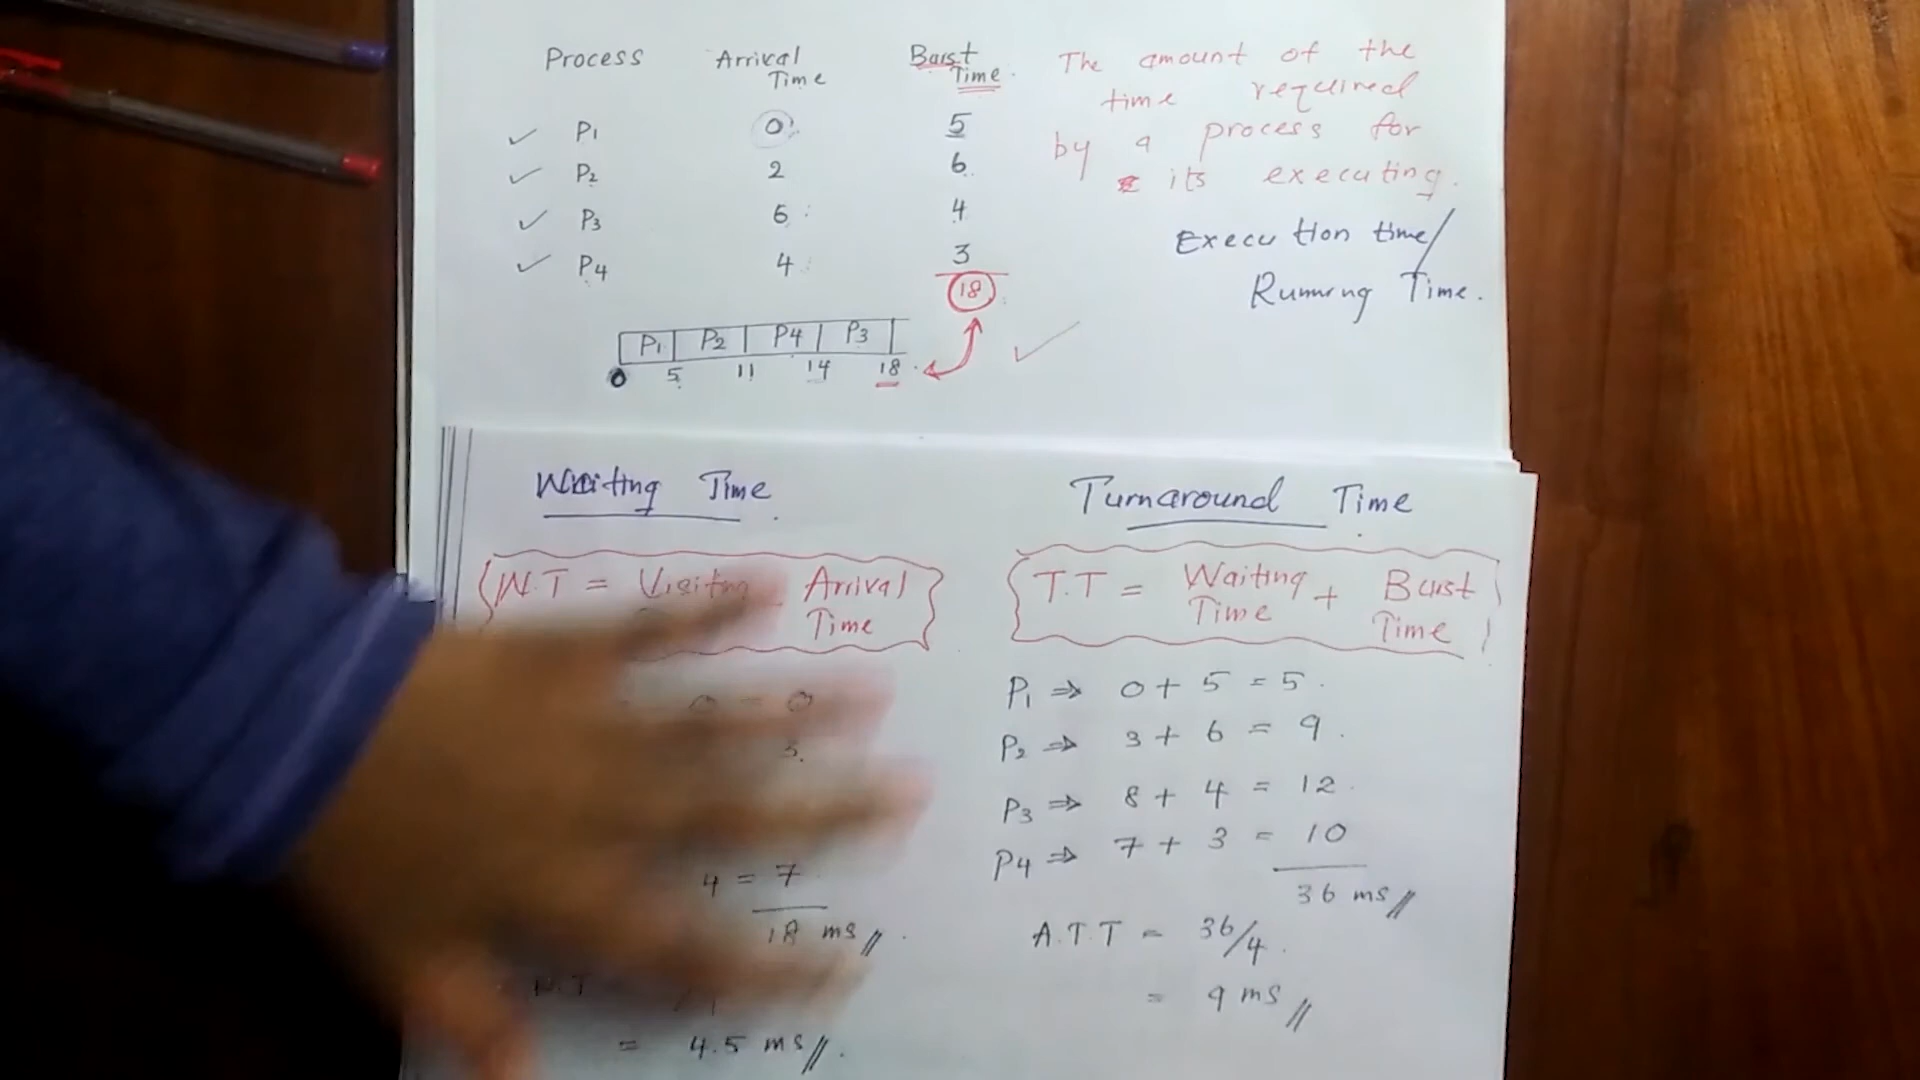 Process Arrival Time Burst Time.
P1 0 5
P2 2 6
P3 6 4
P4 4 3
18
The amount of the
time required
by a process for
its executing.
Execution time/
Running Time.
P1 P2 P4 P3
0 5 11 14 18
Waiting Time
W.T = Arrival Time
0 = 0
3
4 = 7
18 ms
= 4.5 ms
Turnaround Time
T.T = Waiting Time + Burst Time
P1 ⇒ 0 + 5 = 5.
P2 ⇒ 3 + 6 = 9.
P3 ⇒ 8 + 4 = 12.
P4 ⇒ 7 + 3 = 10
36 ms
A.T.T = 36/4.
= 9 ms